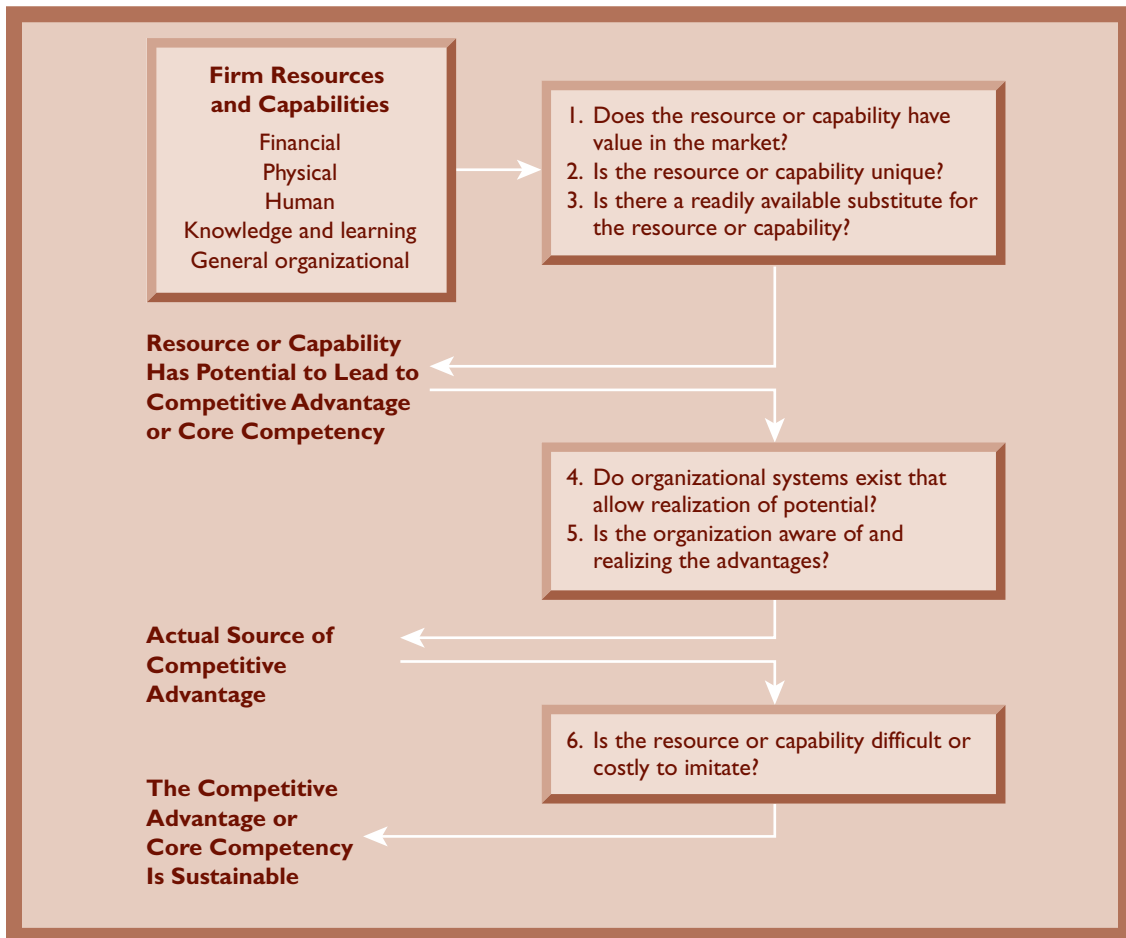 Firm Resources
and Capabilities
Financial
Physical
Human
Knowledge and learning
General organizational
1. Does the resource or capability have
value in the market?
2. Is the resource or capability unique?
3. Is there a readily available substitute for
the resource or capability?
Resource or Capability
Has Potential to Lead to
Competitive Advantage
or Core Competency
4. Do organizational systems exist that
allow realization of potential?
5. Is the organization aware of and
realizing the advantages?
Actual Source of
Competitive
Advantage
6. Is the resource or capability difficult or
costly to imitate?
The Competitive
Advantage or
Core Competency
Is Sustainable